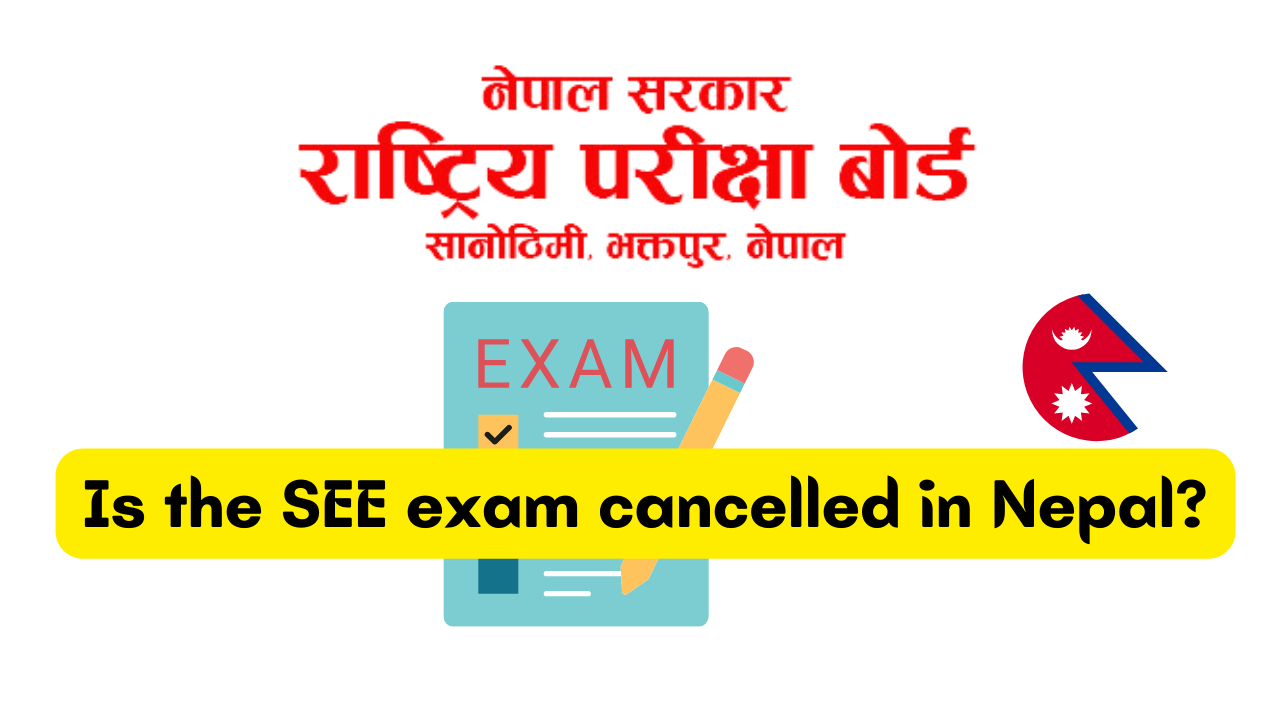 नेपाल सरकार
राष्ट्रिय परीक्षा बोर्ड
सानोठिमी, भक्तपुर, नेपाल
EXAM
Is the SEE exam cancelled in Nepal?